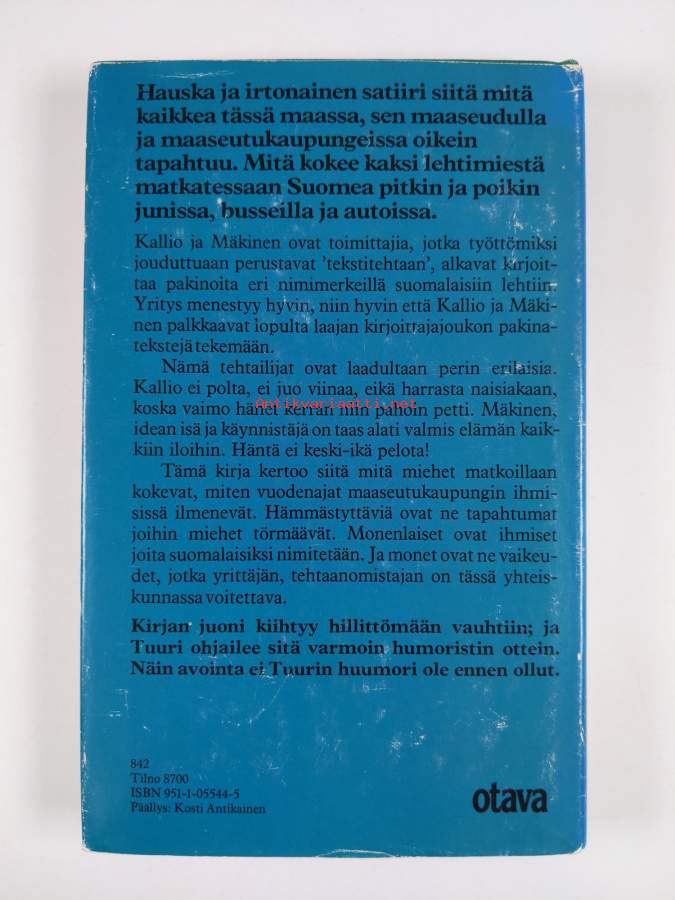 Hauska ja irtonainen satiiri siitä mitä
kaikkea tässä maassa, sen maaseudulla
ja maaseutukaupungeissa oikein
tapahtuu. Mitä kokee kaksi lehtimiestä
matkatessaan Suomea pitkin ja poikin
junissa, busseilla ja autoissa.
Kallio ja Mäkinen ovat toimittajia, jotka työttömiksi
jouduttuaan perustavat 'tekstitehtaan', alkavat kirjoit-
taa pakinoita eri nimimerkeillä suomalaisiin lehtiin.
Yritys menestyy hyvin, niin hyvin että Kallio ja Mäki-
nen palkkaavat lopulta laajan kirjoittajajoukon pakina-
tekstejä tekemään.
Nämä tehtailijat ovat laadultaan perin erilaisia.
Kallio ei polta, ei juo viinaa, eikä harrasta naisiakaan,
Antikvariaatti.net
koska vaimo hänet kerran niin pahoin petti. Mäkinen,
idean isä ja käynnistäjä on taas alati valmis elämän kaik-
kiin iloihin. Häntä ei keski-ikä pelota!
Tämä kirja kertoo siitä mitä miehet matkoillaan
kokevat, miten vuodenajat maaseutukaupungin ihmi-
sissä ilmenevät. Hämmästyttäviä ovat ne tapahtumat
joihin miehet törmäävät. Monenlaiset ovat ihmiset
joita suomalaisiksi nimitetään. Ja monet ovat ne vaikeu-
det, jotka yrittäjän, tehtaanomistajan on tässä yhteis-
kunnassa voitettava.
Kirjan juoni kiihtyy hillittömään vauhtiin; ja
Tuuri ohjailee sitä varmoin humoristin ottein.
Näin avointa ei Tuurin huumori ole ennen ollut.
842
Tilno 8700
ISBN 951-1-05544-5
Päällys: Kosti Antikainen
otava